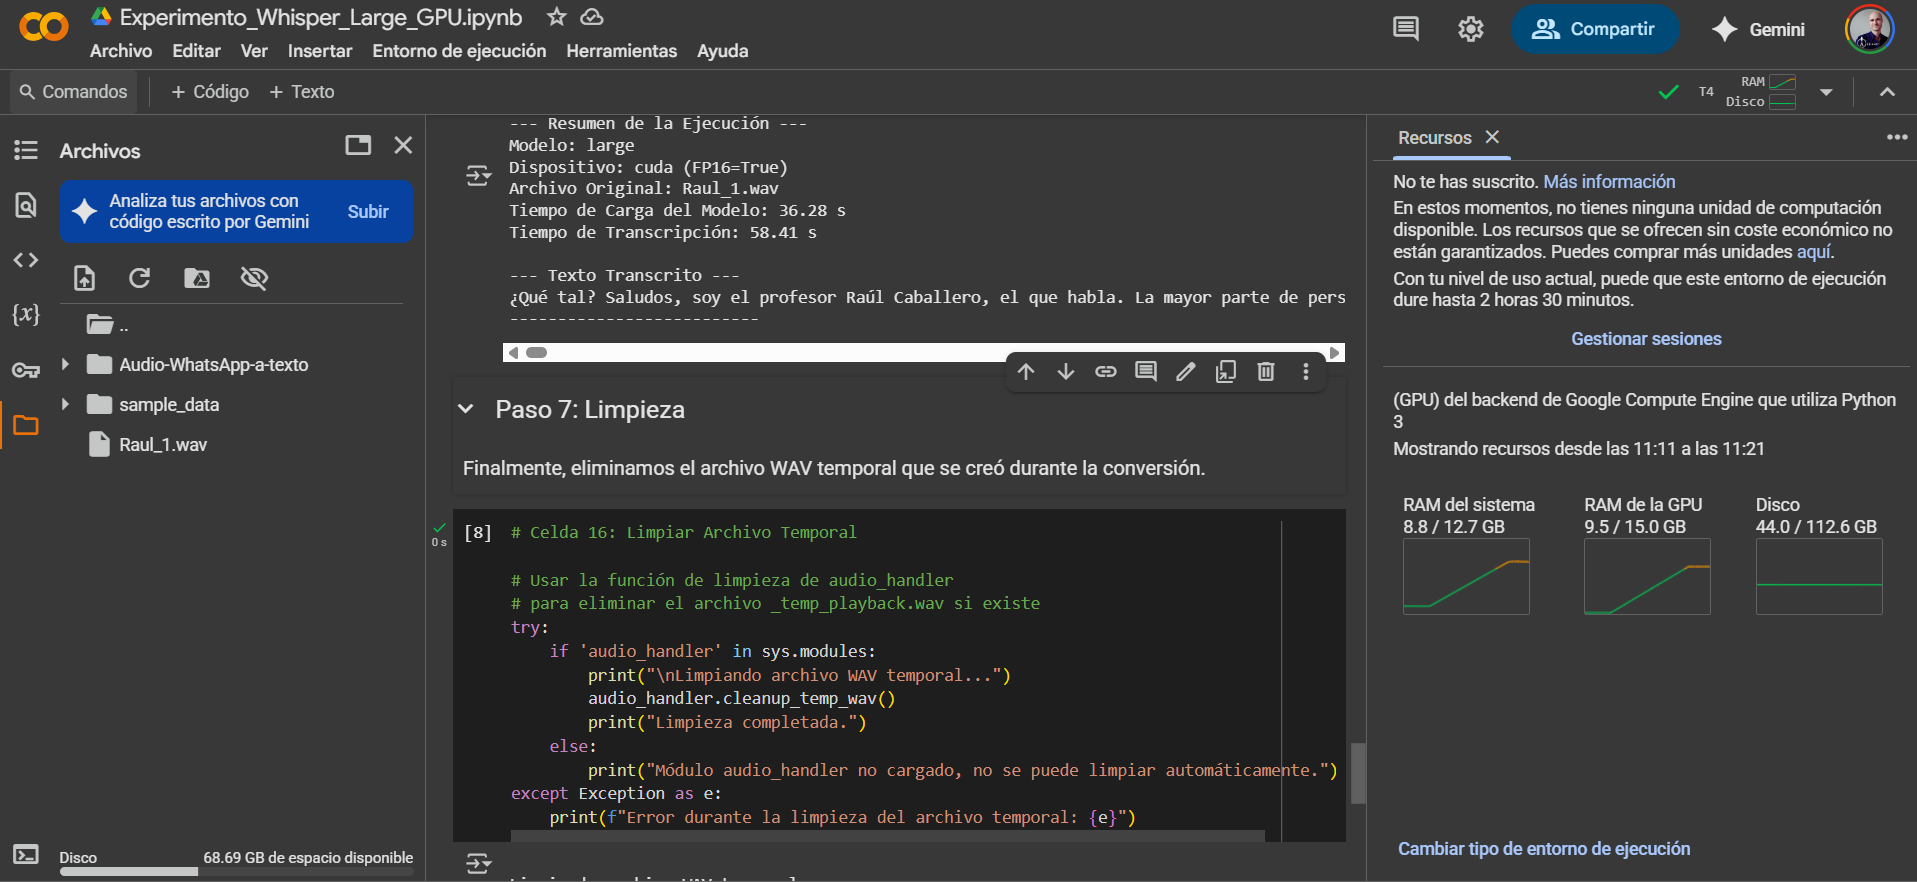 Experimento_Whisper_Large_GPU.ipynb
Archivo Editar Ver Insertar Entorno de ejecución Herramientas Ayuda
Compartir
Gemini
Comandos
+ Código + Texto
T4
RAM
Disco
Archivos
Analiza tus archivos con
código escrito por Gemini
Subir
..
Audio-WhatsApp-a-texto
sample_data
Raul_1.wav
Disco
68.69 GB de espacio disponible
--- Resumen de la Ejecución ---
Modelo: large
Dispositivo: cuda (FP16=True)
Archivo Original: Raul_1.wav
Tiempo de Carga del Modelo: 36.28 s
Tiempo de Transcripción: 58.41 s
--- Texto Transcrito ---
¿Qué tal? Saludos, soy el profesor Raúl Caballero, el que habla. La mayor parte de pers
--------------------------
Paso 7: Limpieza
Finalmente, eliminamos el archivo WAV temporal que se creó durante la conversión.
0 s
[8] # Celda 16: Limpiar Archivo Temporal
# Usar la función de limpieza de audio_handler
# para eliminar el archivo _temp_playback.wav si existe
try:
if 'audio_handler' in sys.modules:
print("\nLimpiando archivo WAV temporal...")
audio_handler.cleanup_temp_wav()
print("Limpieza completada.")
else:
print("Módulo audio_handler no cargado, no se puede limpiar automáticamente.")
except Exception as e:
print(f"Error durante la limpieza del archivo temporal: {e}")
Recursos
No te has suscrito. Más información
En estos momentos, no tienes ninguna unidad de computación
disponible. Los recursos que se ofrecen sin coste económico no
están garantizados. Puedes comprar más unidades aquí.
Con tu nivel de uso actual, puede que este entorno de ejecución
dure hasta 2 horas 30 minutos.
Gestionar sesiones
(GPU) del backend de Google Compute Engine que utiliza Python
3
Mostrando recursos desde las 11:11 a las 11:21
RAM del sistema
8.8 / 12.7 GB
RAM de la GPU
9.5 / 15.0 GB
Disco
44.0 / 112.6 GB
Cambiar tipo de entorno de ejecución